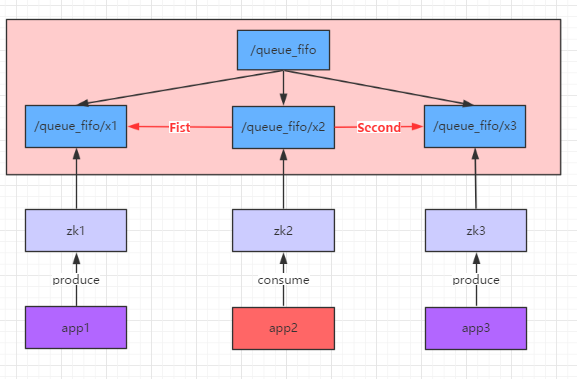 /queue_fifo
/queue_fifo/x1
Fist
/queue_fifo/x2
Second
/queue_fifo/x3
zk1
zk2
zk3
produce
consume
produce
app1
app2
app3